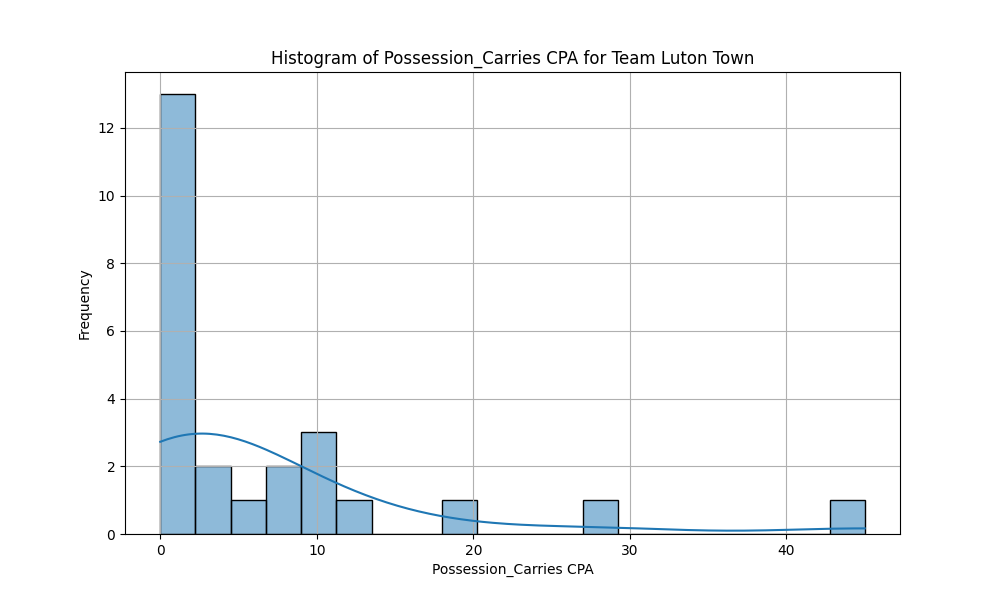 Histogram of Possession_Carries CPA for Team Luton Town
12
10
8
6
4
2
0
Frequency
0 10 20 30 40
Possession_Carries CPA